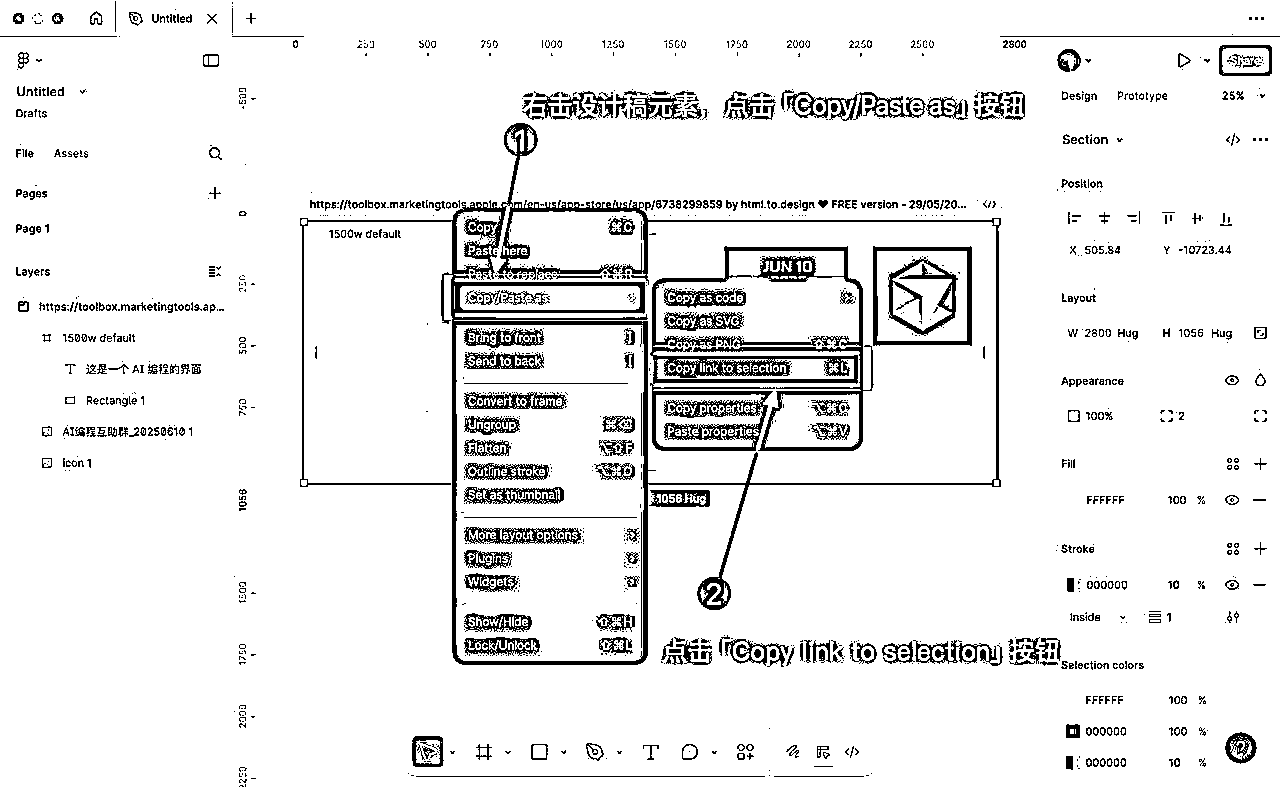 Untitled
Untitled
Drafts
File Assets
Pages
Page 1
Layers
https://toolbox.marketingtools.ap...
1500w default
这是一个 AI 编程的界面
Rectangle 1
AI编程互助群_20250610 1
icon 1
0 250 500 750 1000 1250 1500 1750 2000 2250 2500 2800
-500
0
250
500
750
1056
1500
1750
2000
2250
右击设计稿元素，点击「Copy/Paste as」按钮
1
https://toolbox.marketingtools.apple.com/en-us/app-store/us/app/6738299859 by html.to.design ❤ FREE version - 29/05/20...
1500w default
Copy ⌘C
Paste here
Paste to replace ⇧⌘R
Copy/Paste as
Bring to front ]
Send to back [
Convert to frame
Ungroup ⌘⌫
Flatten ⌥⇧F
Outline stroke ⌥⌘O
Set as thumbnail
More layout options
Plugins
Widgets
Show/Hide ⇧⌘H
Lock/Unlock ⇧⌘L
JUN 10
Copy as code
Copy as SVG
Copy as PNG ⇧⌘C
Copy link to selection ⌘L
Copy properties ⌥⌘C
Paste properties ⌥⌘V
1056 Hug
2
点击「Copy link to selection」按钮
Share
Design Prototype 25%
Section
Position
X 505.84 Y -10723.44
Layout
W 2800 Hug H 1056 Hug
Appearance
100% 2
Fill
FFFFFF 100 %
Stroke
000000 10 %
Inside 1
Selection colors
FFFFFF 100 %
000000 100 %
000000 10 %
?